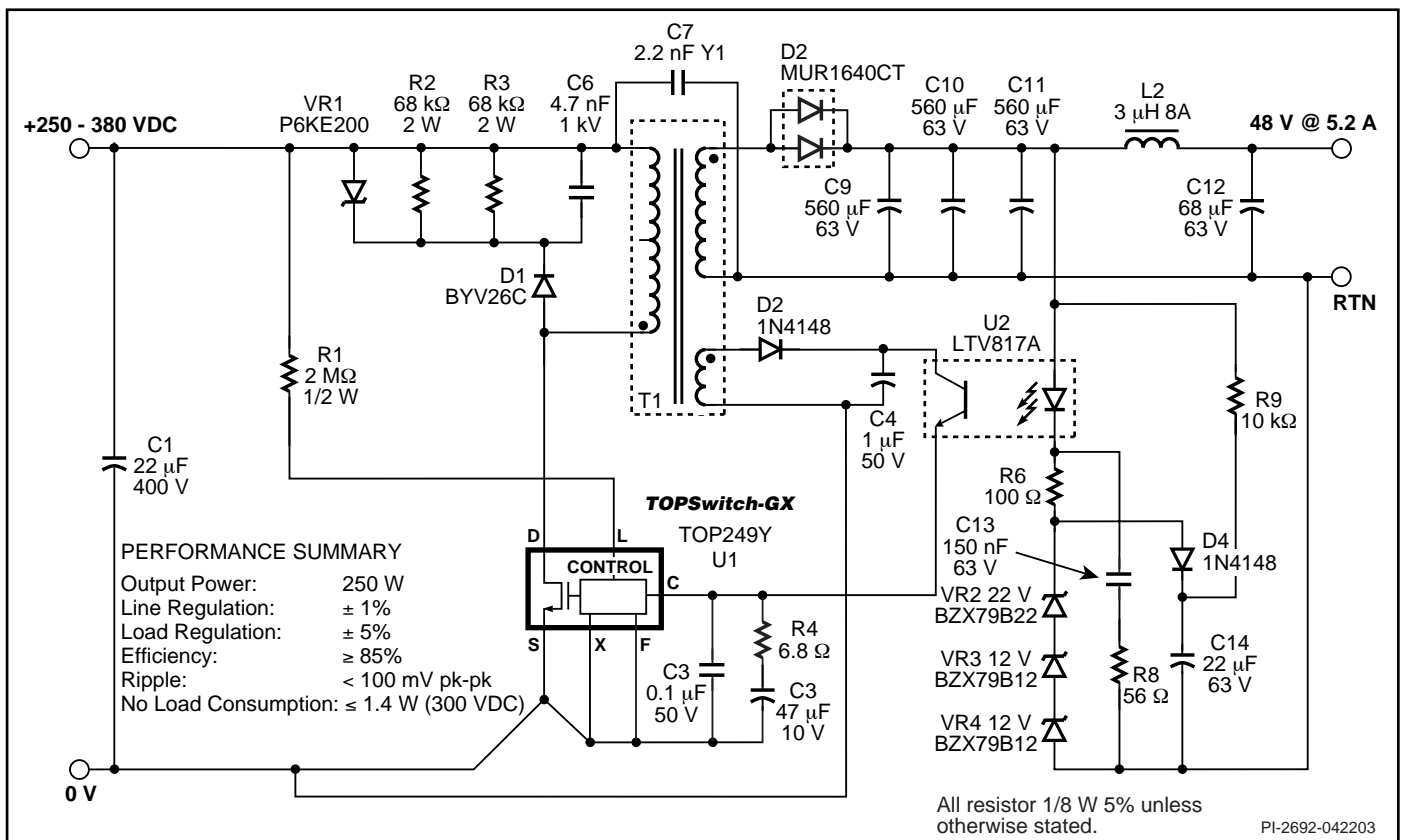 C7
2.2 nF Y1
D2
MUR1640CT
R2
68 kΩ
2 W
R3
68 kΩ
2 W
C6
4.7 nF
1 kV
C10
560 µF
63 V
C11
560 µF
63 V
L2
3 µH 8A
VR1
P6KE200
+250 - 380 VDC
48 V @ 5.2 A
C9
560 µF
63 V
C12
68 µF
63 V
D1
BYV26C
RTN
D2
1N4148
U2
LTV817A
R1
2 MΩ
1/2 W
T1
C4
1 µF
50 V
R9
10 kΩ
C1
22 µF
400 V
R6
100 Ω
TOPSwitch-GX
TOP249Y
U1
D
L
CONTROL
C
S
X
F
C13
150 nF
63 V
D4
1N4148
PERFORMANCE SUMMARY
Output Power: 250 W
Line Regulation: ± 1%
Load Regulation: ± 5%
Efficiency: ≥ 85%
Ripple: < 100 mV pk-pk
No Load Consumption: ≤ 1.4 W (300 VDC)
VR2 22 V
BZX79B22
R4
6.8 Ω
C3
0.1 µF
50 V
C3
47 µF
10 V
VR3 12 V
BZX79B12
R8
56 Ω
C14
22 µF
63 V
VR4 12 V
BZX79B12
0 V
All resistor 1/8 W 5% unless
otherwise stated.
PI-2692-042203